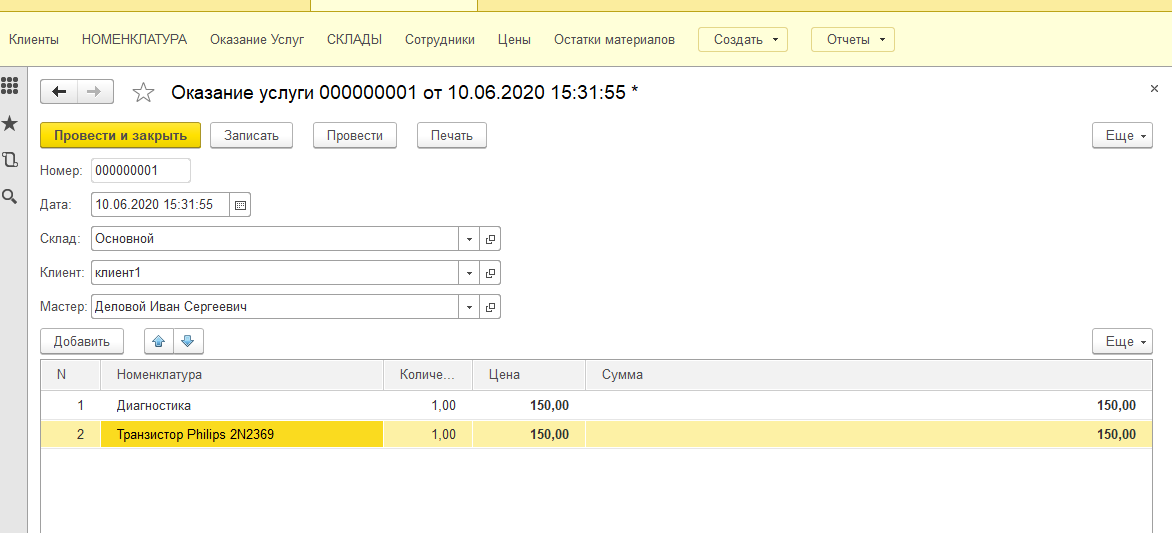 Клиенты НОМЕНКЛАТУРА Оказание Услуг СКЛАДЫ Сотрудники Цены Остатки материалов Создать Отчеты
Оказание услуги 000000001 от 10.06.2020 15:31:55 *
Провести и закрыть Записать Провести Печать Еще
Номер: 000000001
Дата: 10.06.2020 15:31:55
Склад: Основной
Клиент: клиент1
Мастер: Деловой Иван Сергеевич
Добавить Еще
N Номенклатура Количе... Цена Сумма
1 Диагностика 1,00 150,00 150,00
2 Транзистор Philips 2N2369 1,00 150,00 150,00